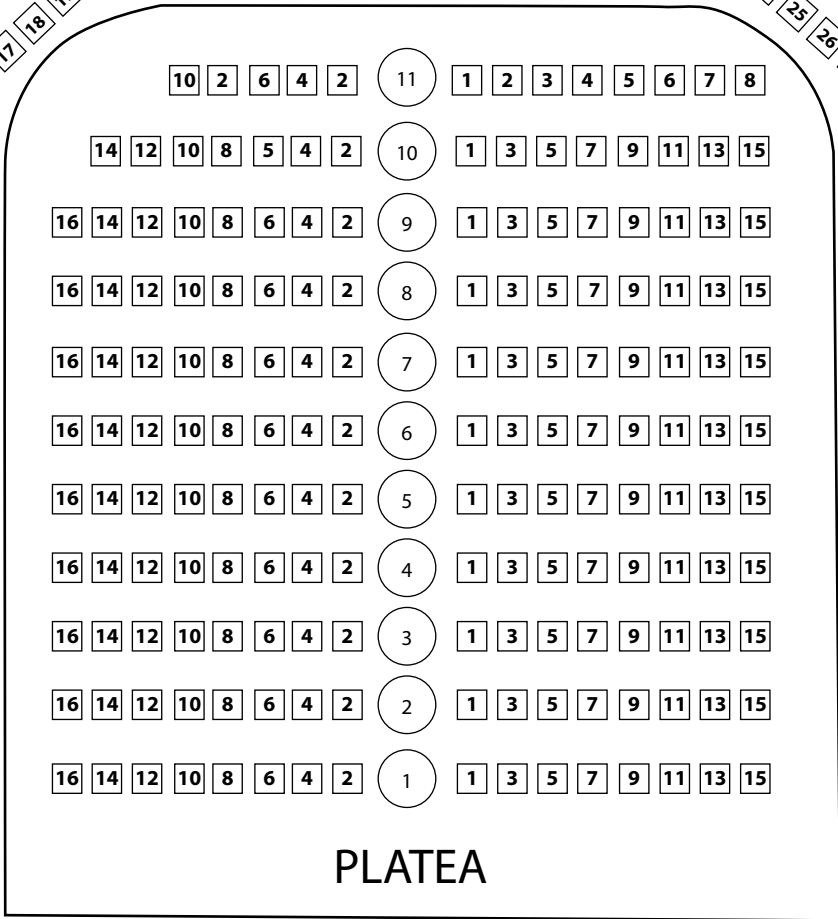 17 18
25 26
10 2 6 4 2 11 1 2 3 4 5 6 7 8
14 12 10 8 5 4 2 10 1 3 5 7 9 11 13 15
16 14 12 10 8 6 4 2 9 1 3 5 7 9 11 13 15
16 14 12 10 8 6 4 2 8 1 3 5 7 9 11 13 15
16 14 12 10 8 6 4 2 7 1 3 5 7 9 11 13 15
16 14 12 10 8 6 4 2 6 1 3 5 7 9 11 13 15
16 14 12 10 8 6 4 2 5 1 3 5 7 9 11 13 15
16 14 12 10 8 6 4 2 4 1 3 5 7 9 11 13 15
16 14 12 10 8 6 4 2 3 1 3 5 7 9 11 13 15
16 14 12 10 8 6 4 2 2 1 3 5 7 9 11 13 15
16 14 12 10 8 6 4 2 1 1 3 5 7 9 11 13 15
PLATEA